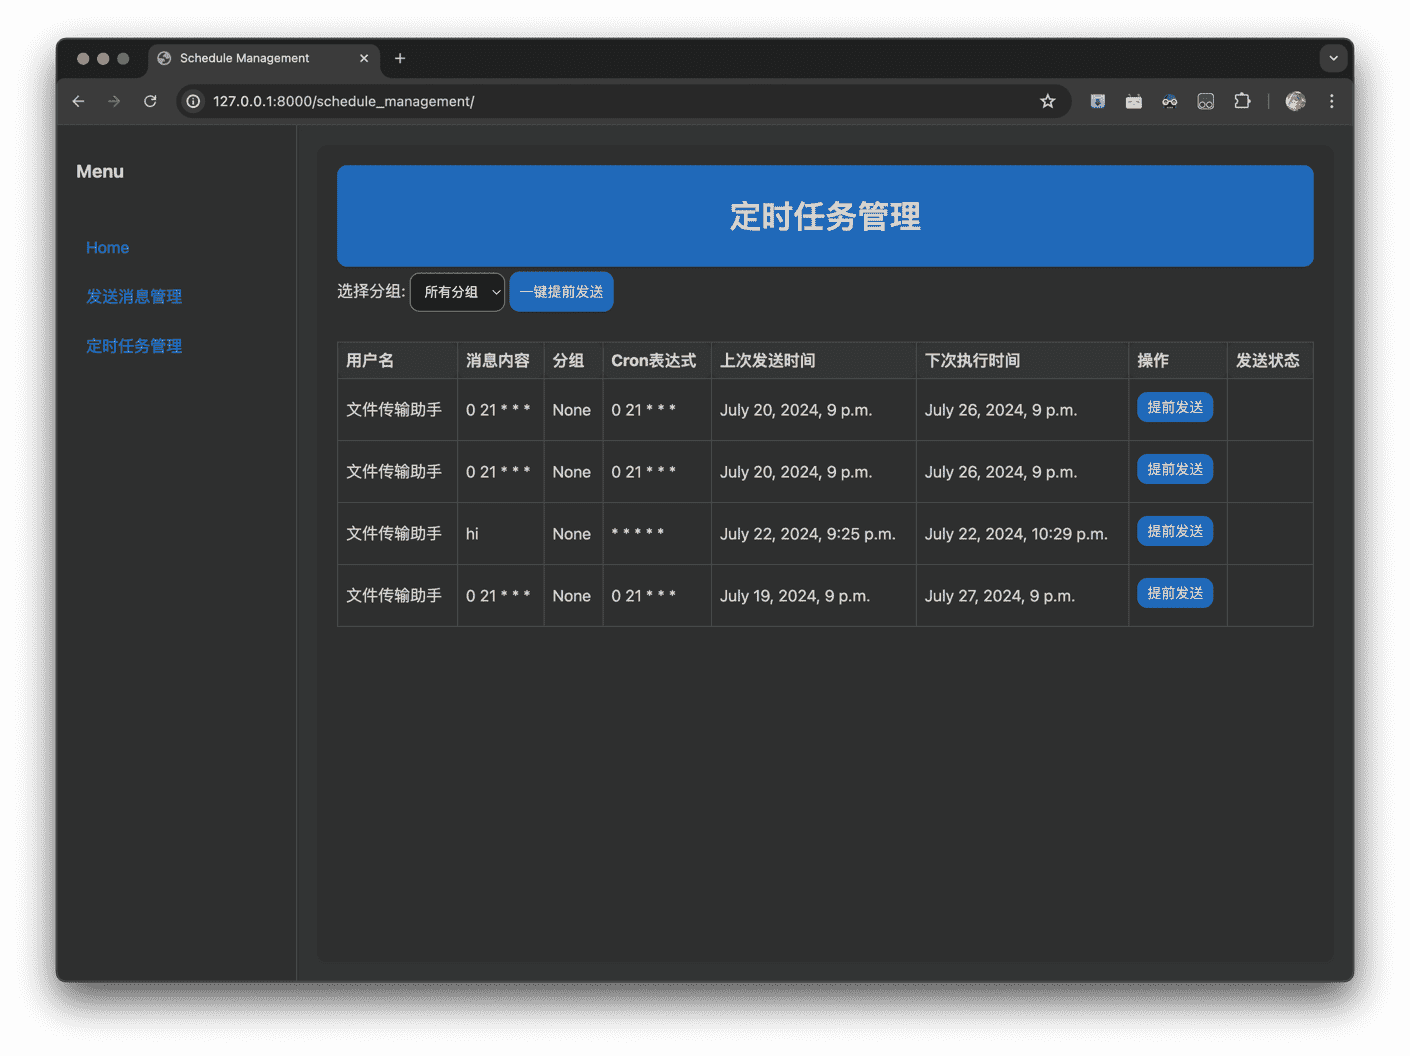 Schedule Management
127.0.0.1:8000/schedule_management/
Menu
Home
发送消息管理
定时任务管理
定时任务管理
选择分组: 所有分组 一键提前发送
用户名 消息内容 分组 Cron表达式 上次发送时间 下次执行时间 操作 发送状态
文件传输助手 0 21 * * * None 0 21 * * * July 20, 2024, 9 p.m. July 26, 2024, 9 p.m. 提前发送
文件传输助手 0 21 * * * None 0 21 * * * July 20, 2024, 9 p.m. July 26, 2024, 9 p.m. 提前发送
文件传输助手 hi None * * * * * July 22, 2024, 9:25 p.m. July 22, 2024, 10:29 p.m. 提前发送
文件传输助手 0 21 * * * None 0 21 * * * July 19, 2024, 9 p.m. July 27, 2024, 9 p.m. 提前发送